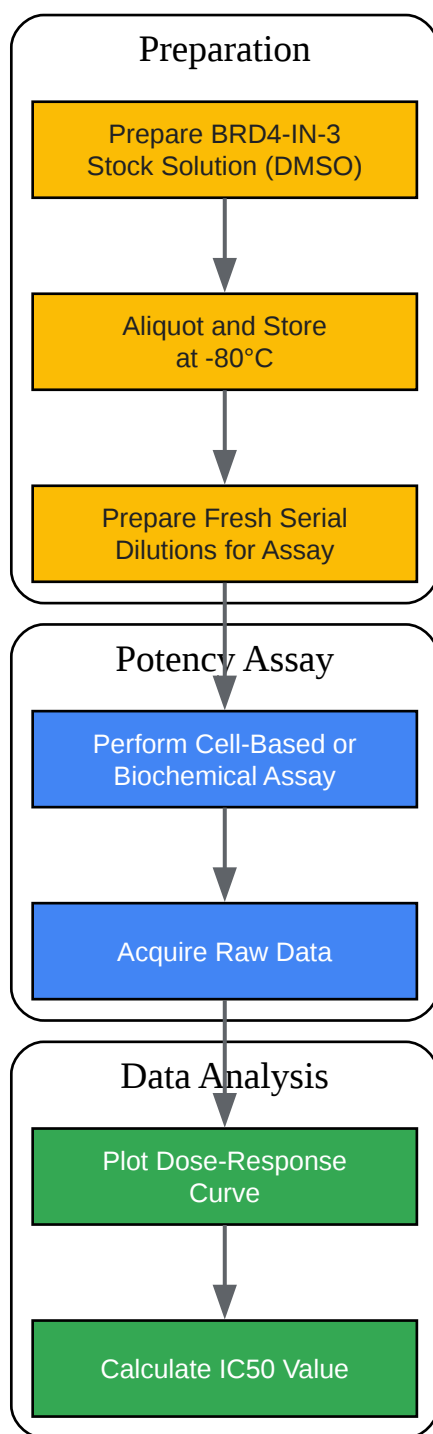 Preparation
Prepare BRD4-IN-3
Stock Solution (DMSO)
Aliquot and Store
at -80°C
Prepare Fresh Serial
Dilutions for Assay
Potency Assay
Perform Cell-Based or
Biochemical Assay
Acquire Raw Data
Data Analysis
Plot Dose-Response
Curve
Calculate IC50 Value